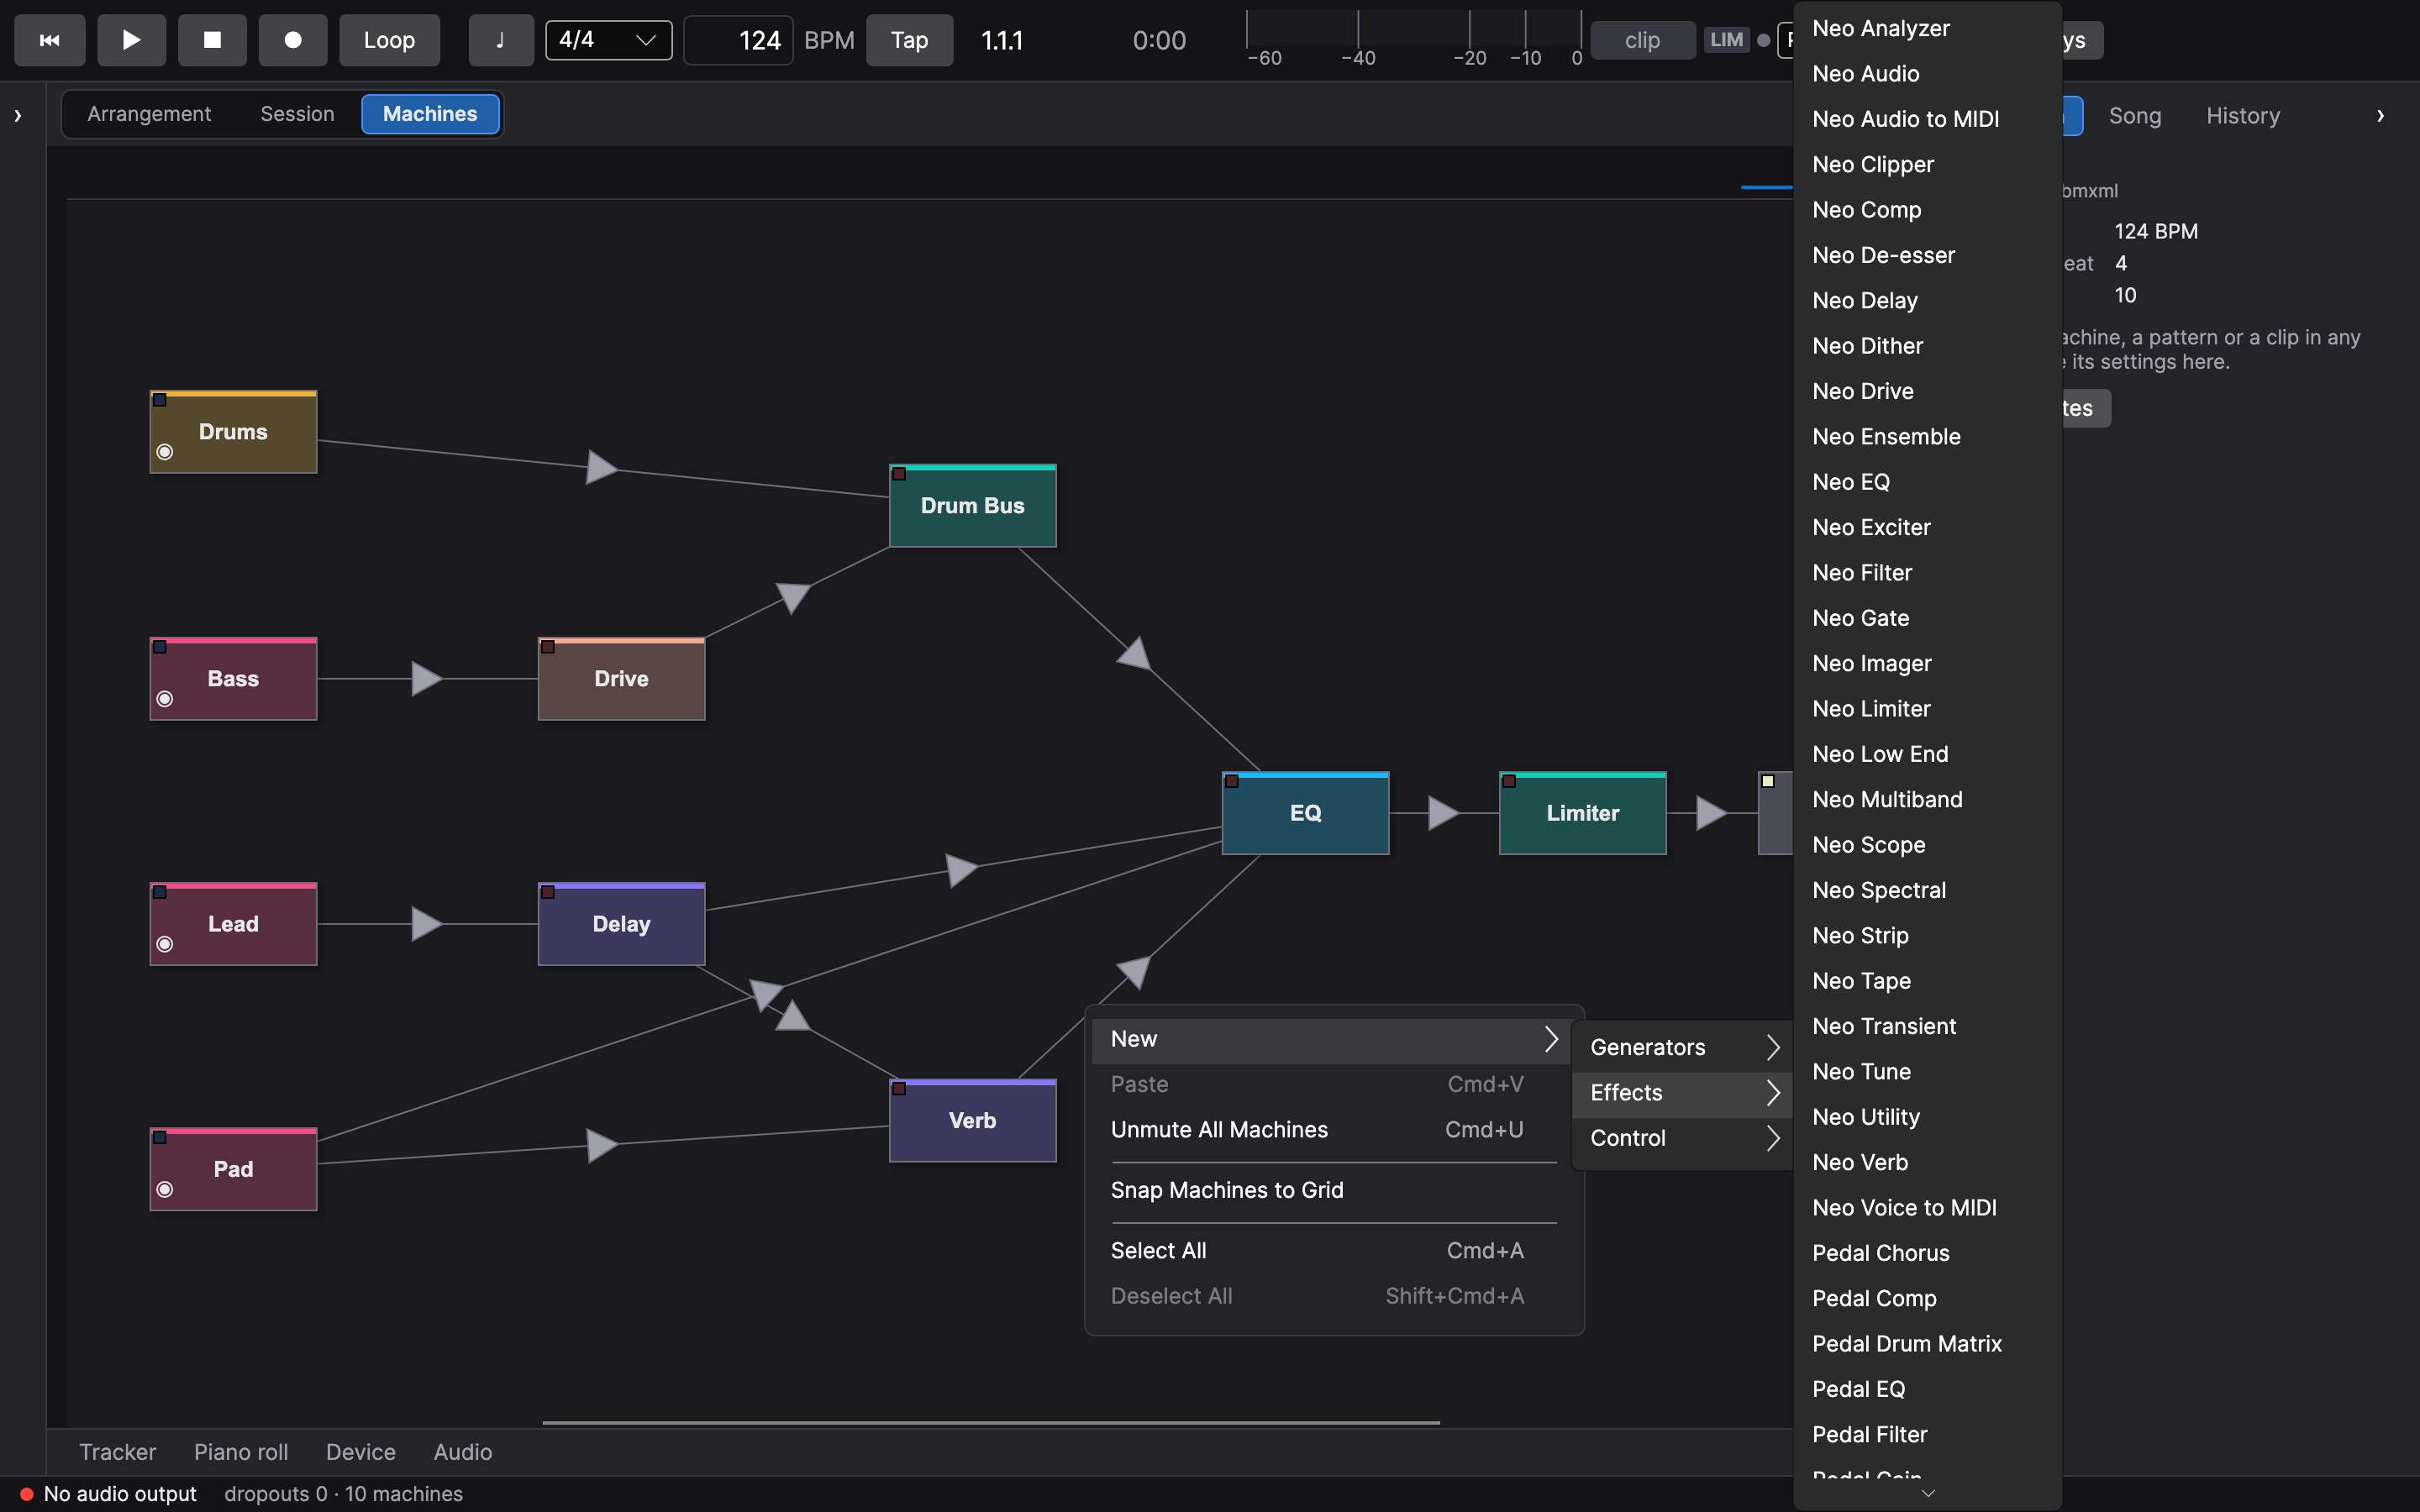 Loop
♩
4/4
124
BPM
Tap
1.1.1
0:00
−60
−40
−20
−10
0
clip
LIM
ys
Arrangement
Session
Machines
Song
History
bmxml
124 BPM
eat 4
10
achine, a pattern or a clip in any
its settings here.
tes
Drums
Drum Bus
Bass
Drive
Lead
Delay
EQ
Limiter
Pad
Verb
New
Paste Cmd+V
Unmute All Machines Cmd+U
Snap Machines to Grid
Select All Cmd+A
Deselect All Shift+Cmd+A
Generators
Effects
Control
Neo Analyzer
Neo Audio
Neo Audio to MIDI
Neo Clipper
Neo Comp
Neo De-esser
Neo Delay
Neo Dither
Neo Drive
Neo Ensemble
Neo EQ
Neo Exciter
Neo Filter
Neo Gate
Neo Imager
Neo Limiter
Neo Low End
Neo Multiband
Neo Scope
Neo Spectral
Neo Strip
Neo Tape
Neo Transient
Neo Tune
Neo Utility
Neo Verb
Neo Voice to MIDI
Pedal Chorus
Pedal Comp
Pedal Drum Matrix
Pedal EQ
Pedal Filter
Pedal Gain
Tracker
Piano roll
Device
Audio
No audio output
dropouts 0 · 10 machines